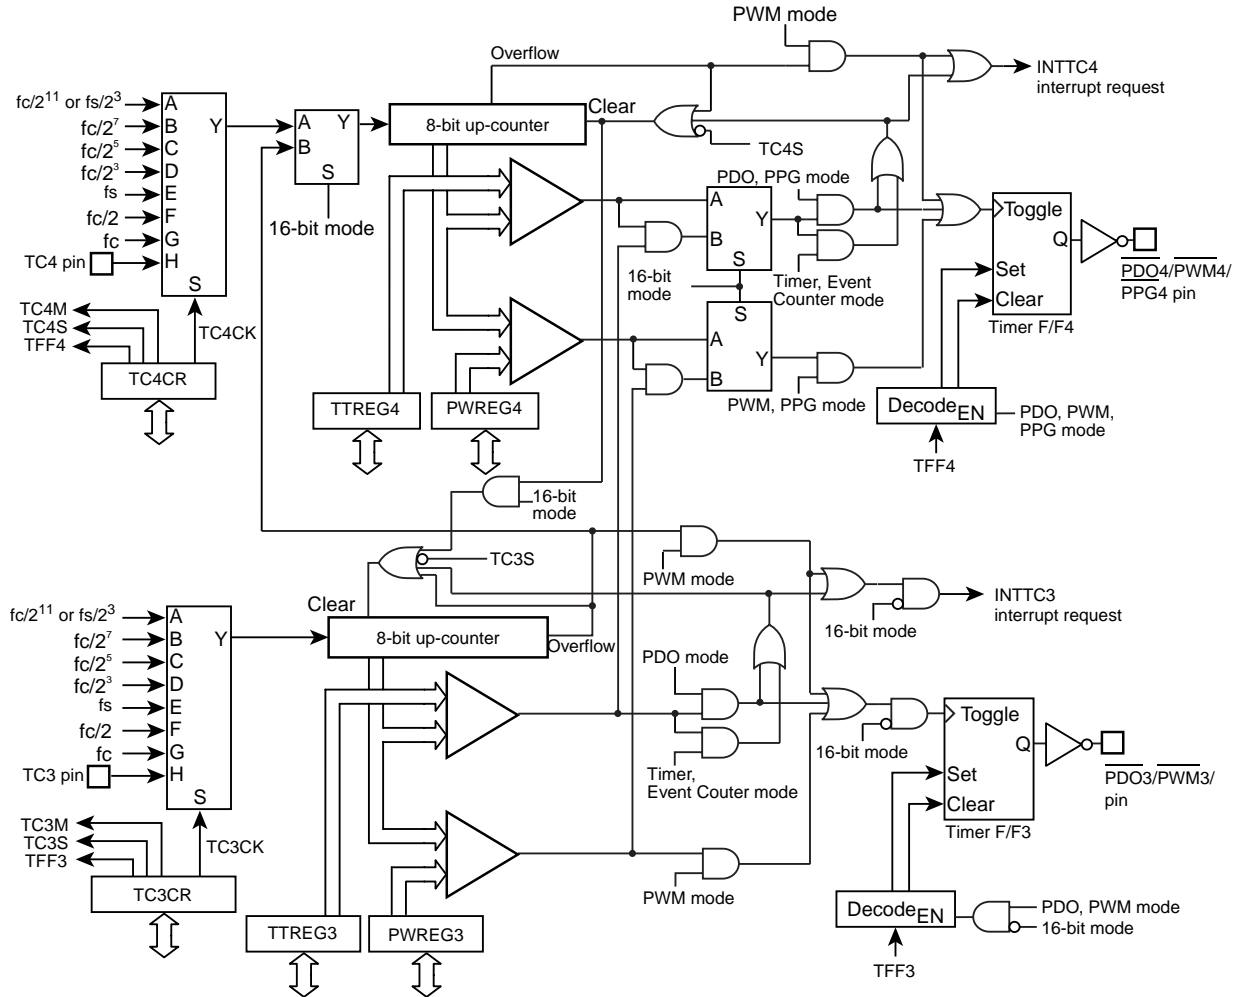 PWM mode
Overflow
INTTC4
interrupt request
fc/2^11 or fs/2^3
fc/2^7
fc/2^5
fc/2^3
fs
fc/2
fc
TC4 pin
A
B
C
D
E
F
G
H
Y
S
A
B
Y
S
16-bit mode
8-bit up-counter
Clear
TC4S
PDO, PPG mode
A
B
Y
S
16-bit
mode
Timer, Event
Counter mode
S
A
B
Y
PWM, PPG mode
Toggle
Set
Clear
Q
Timer F/F4
PDO4/PWM4/
PPG4 pin
Decode EN
PDO, PWM,
PPG mode
TFF4
TC4M
TC4S
TFF4
TC4CK
TC4CR
TTREG4
PWREG4
16-bit
mode
TC3S
PWM mode
INTTC3
interrupt request
16-bit mode
Clear
8-bit up-counter
Overflow
fc/2^11 or fs/2^3
fc/2^7
fc/2^5
fc/2^3
fs
fc/2
fc
TC3 pin
A
B
C
D
E
F
G
H
Y
S
PDO mode
Timer,
Event Couter mode
16-bit mode
Toggle
Set
Clear
Q
Timer F/F3
PDO3/PWM3/
pin
TC3M
TC3S
TFF3
TC3CK
TC3CR
TTREG3
PWREG3
PWM mode
Decode EN
PDO, PWM mode
16-bit mode
TFF3